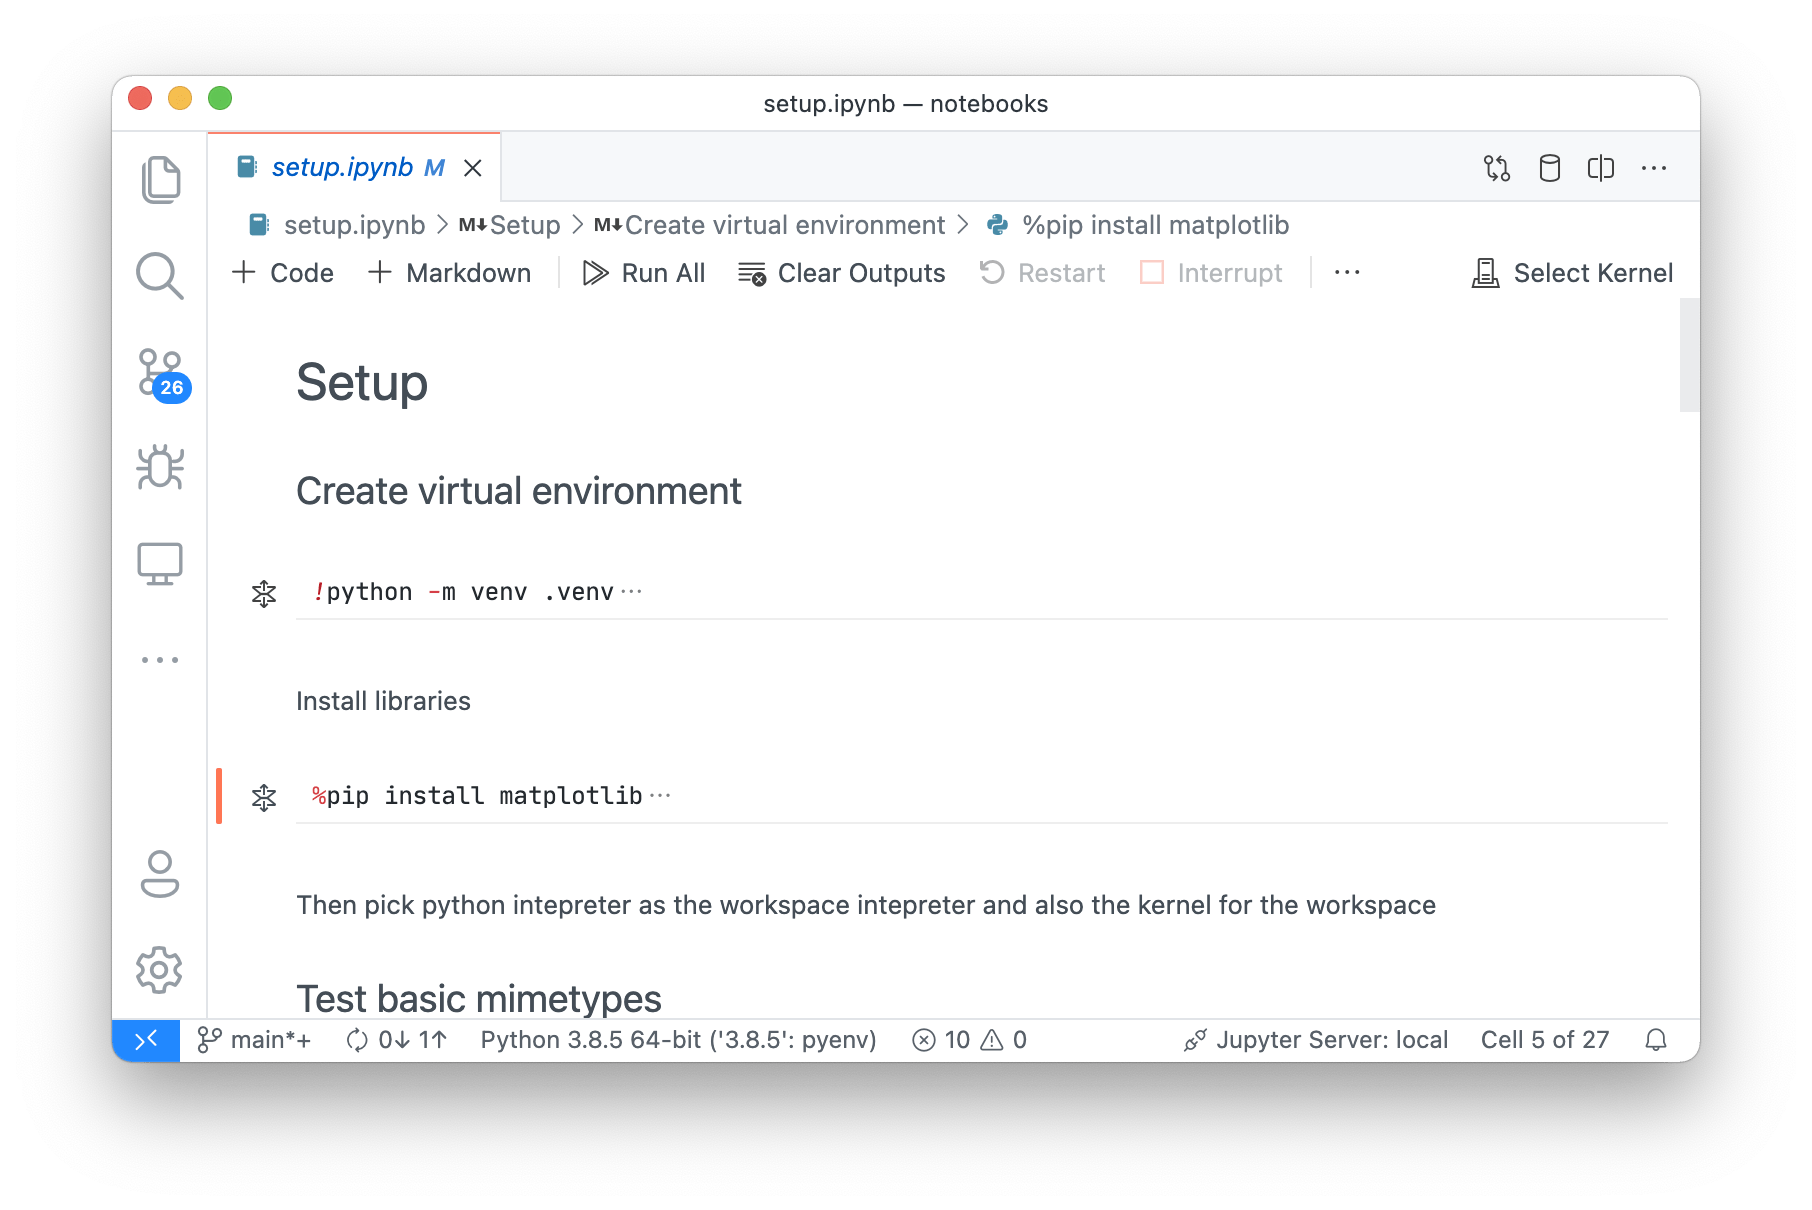 setup.ipynb — notebooks
setup.ipynb M
setup.ipynb > M↓Setup > M↓Create virtual environment > %pip install matplotlib
+ Code + Markdown Run All Clear Outputs Restart Interrupt ··· Select Kernel
26
Setup
Create virtual environment
!python -m venv .venv···
Install libraries
%pip install matplotlib···
Then pick python intepreter as the workspace intepreter and also the kernel for the workspace
Test basic mimetypes
main*+ 0↓ 1↑ Python 3.8.5 64-bit ('3.8.5': pyenv) 10 0 Jupyter Server: local Cell 5 of 27